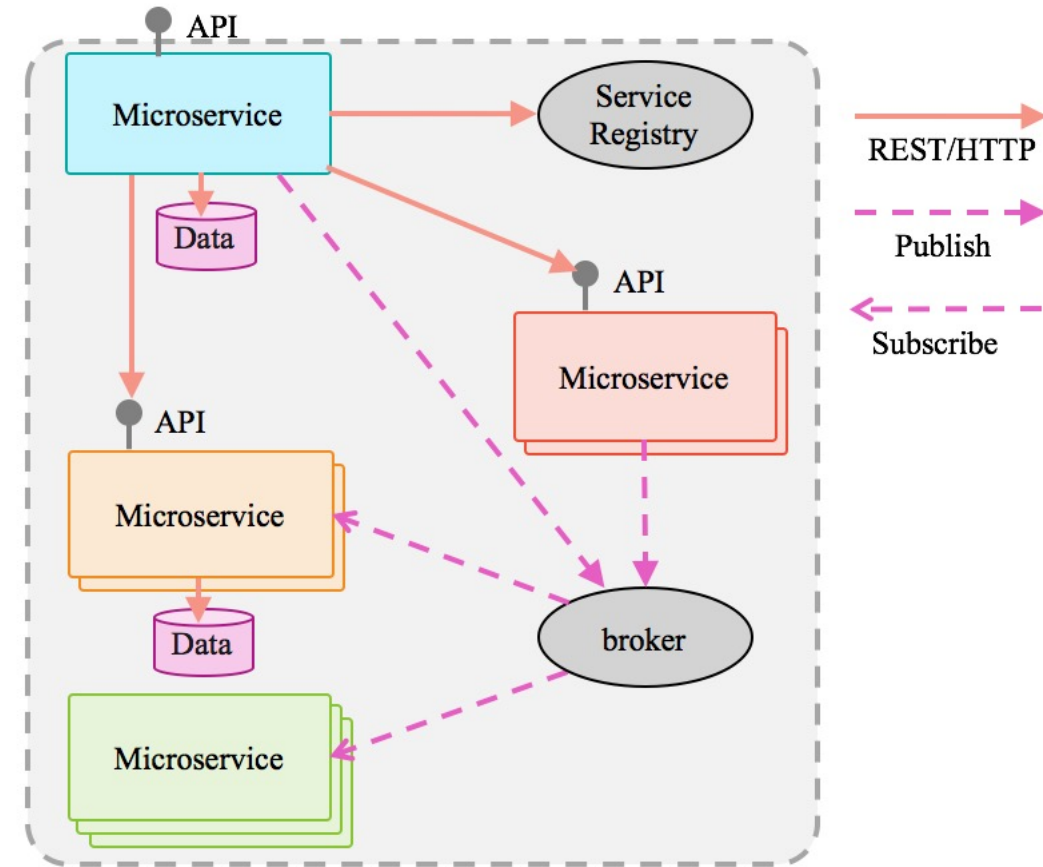 API
Microservice
Service
Registry
REST/HTTP
Data
Publish
API
Subscribe
Microservice
API
Microservice
broker
Data
Microservice